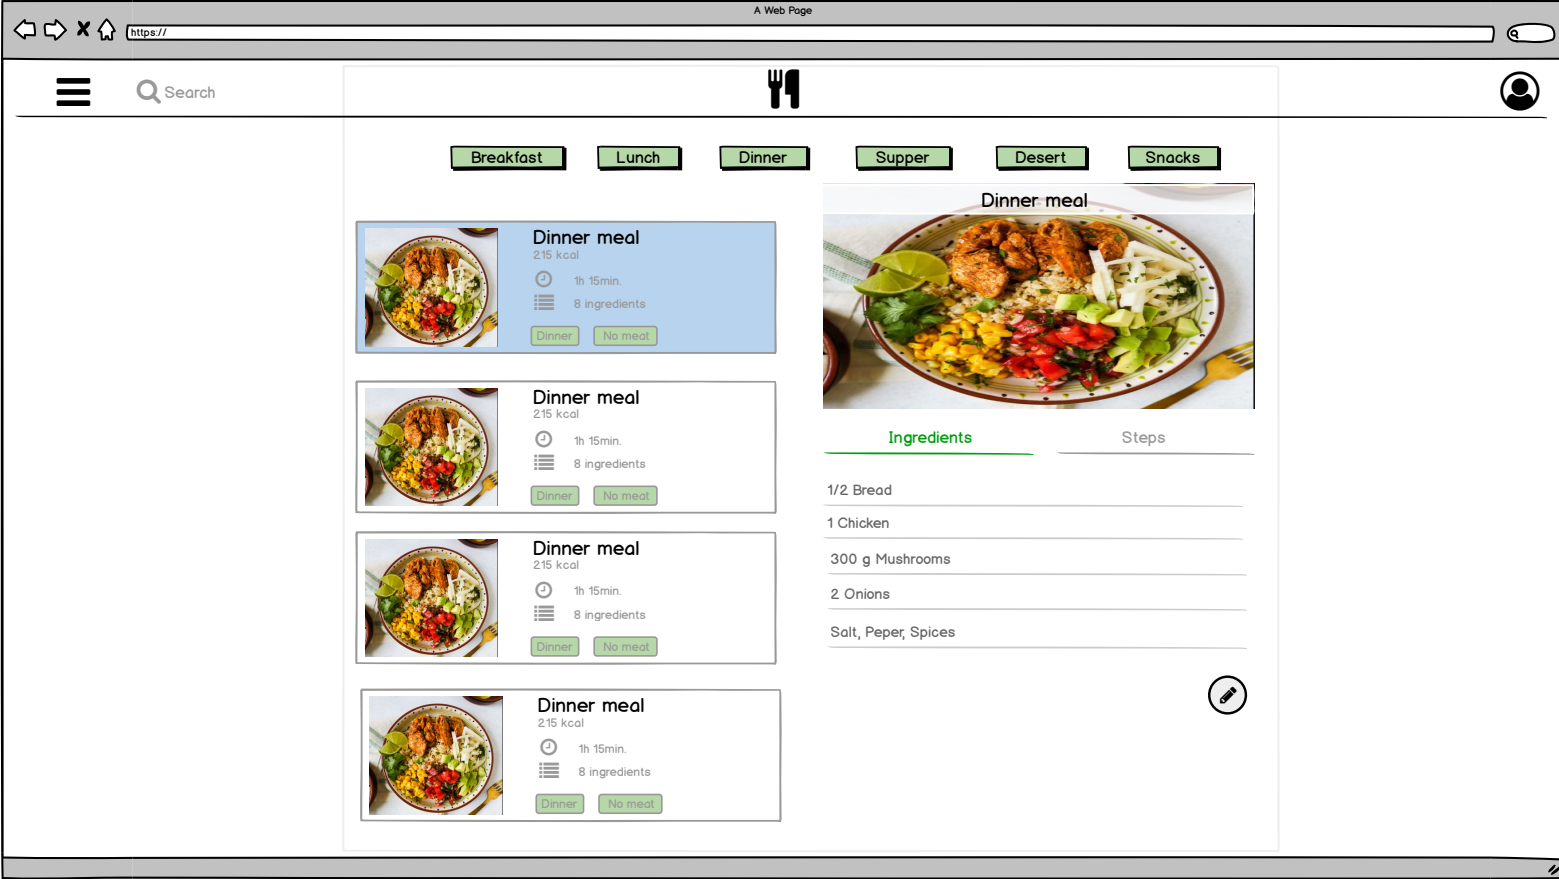 A Web Page
https://
Search
Breakfast
Lunch
Dinner
Supper
Desert
Snacks
Dinner meal
215 kcal
1h 15min.
8 ingredients
Dinner
No meat
Dinner meal
215 kcal
1h 15min.
8 ingredients
Dinner
No meat
Dinner meal
215 kcal
1h 15min.
8 ingredients
Dinner
No meat
Dinner meal
215 kcal
1h 15min.
8 ingredients
Dinner
No meat
Dinner meal
Ingredients
Steps
1/2 Bread
1 Chicken
300 g Mushrooms
2 Onions
Salt, Peper, Spices